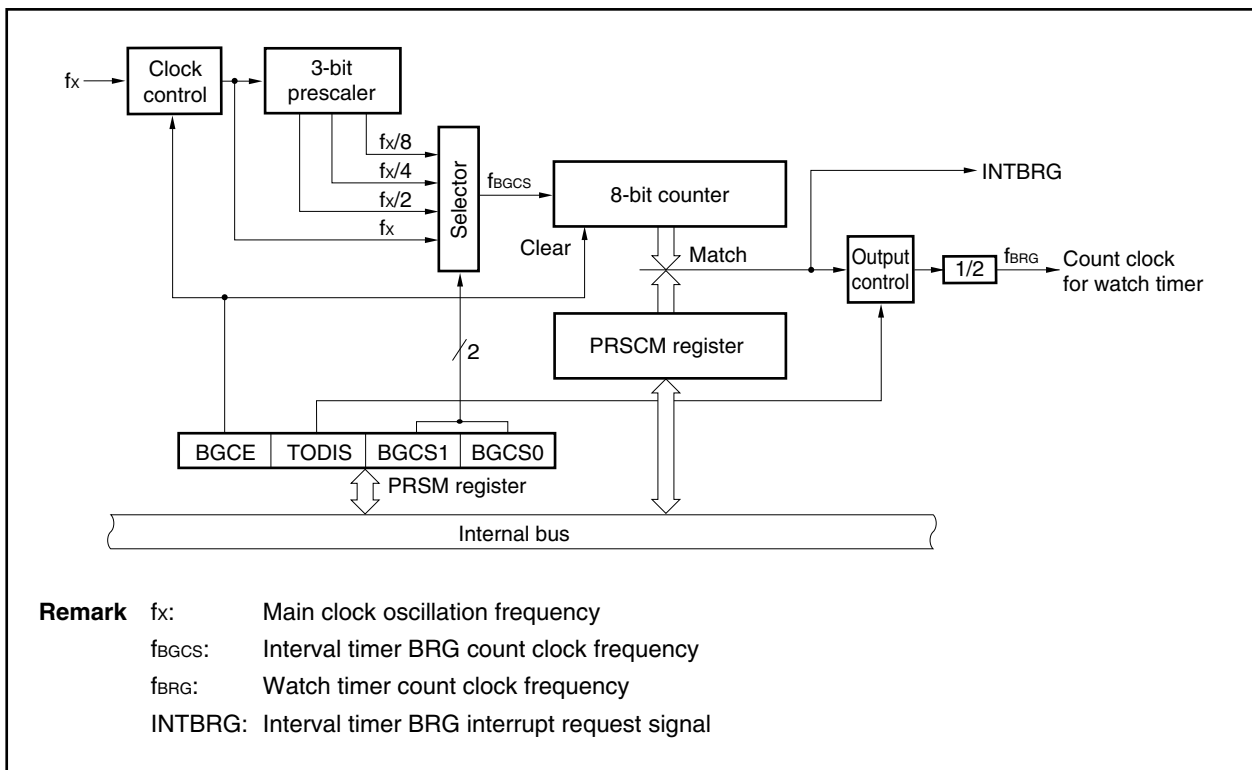 fx
Clock
control
3-bit
prescaler
fx/8
fx/4
fx/2
fx
Selector
fBGCS
8-bit counter
Clear
Match
INTBRG
Output
control
1/2
fBRG
Count clock
for watch timer
PRSCM register
2
BGCE TODIS BGCS1 BGCS0
PRSM register
Internal bus
Remark fx: Main clock oscillation frequency
fBGCS: Interval timer BRG count clock frequency
fBRG: Watch timer count clock frequency
INTBRG: Interval timer BRG interrupt request signal